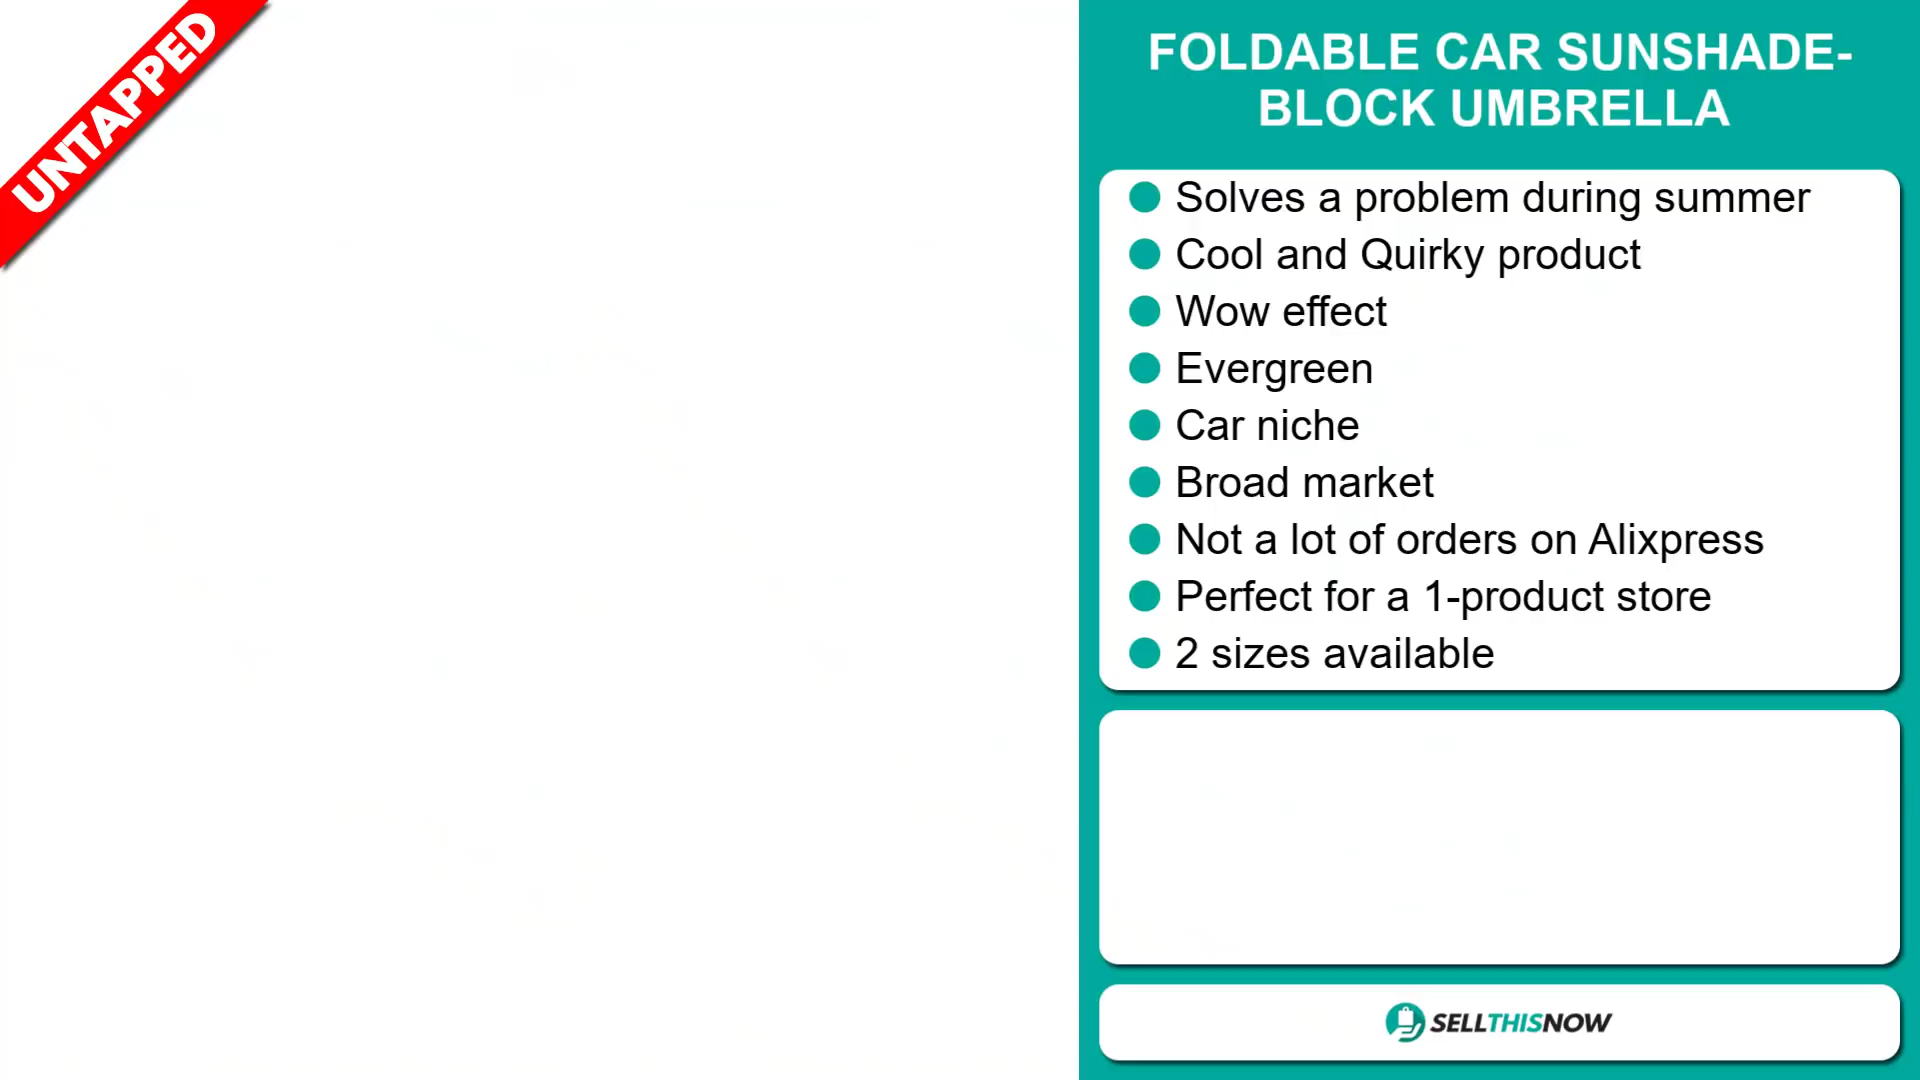 UNTAPPED
FOLDABLE CAR SUNSHADE-
BLOCK UMBRELLA
Solves a problem during summer
Cool and Quirky product
Wow effect
Evergreen
Car niche
Broad market
Not a lot of orders on Alixpress
Perfect for a 1-product store
2 sizes available
SELLTHISNOW